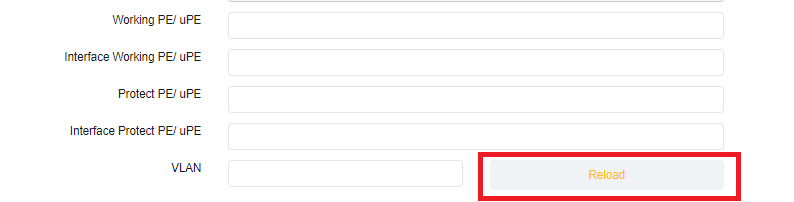 Working PE/ uPE
Interface Working PE/ uPE
Protect PE/ uPE
Interface Protect PE/ uPE
VLAN
Reload